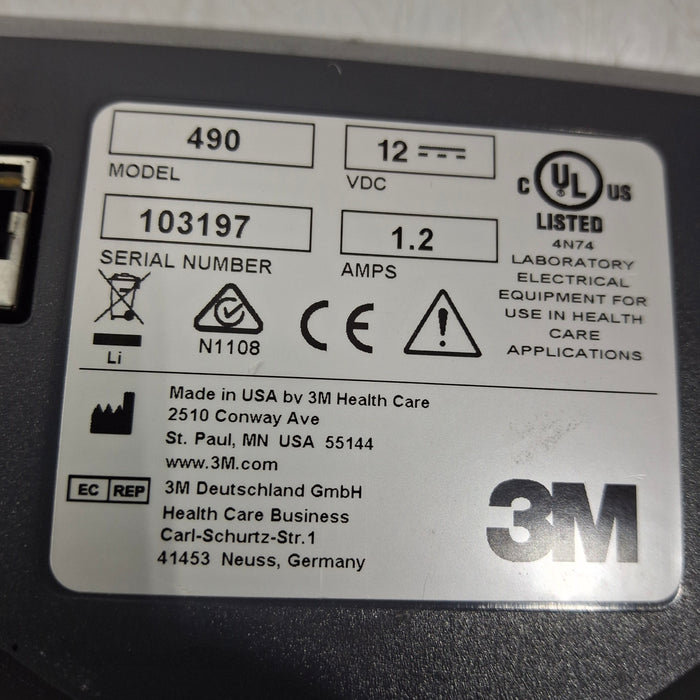 490
MODEL
12
VDC
103197
SERIAL NUMBER
1.2
AMPS
C UL US
®
LISTED
4N74
LABORATORY
ELECTRICAL
EQUIPMENT FOR
USE IN HEALTH
CARE
APPLICATIONS
Li
N1108
CE
Made in USA by 3M Health Care
2510 Conway Ave
St. Paul, MN USA 55144
www.3M.com
EC REP
3M Deutschland GmbH
Health Care Business
Carl-Schurtz-Str.1
41453 Neuss, Germany
3M